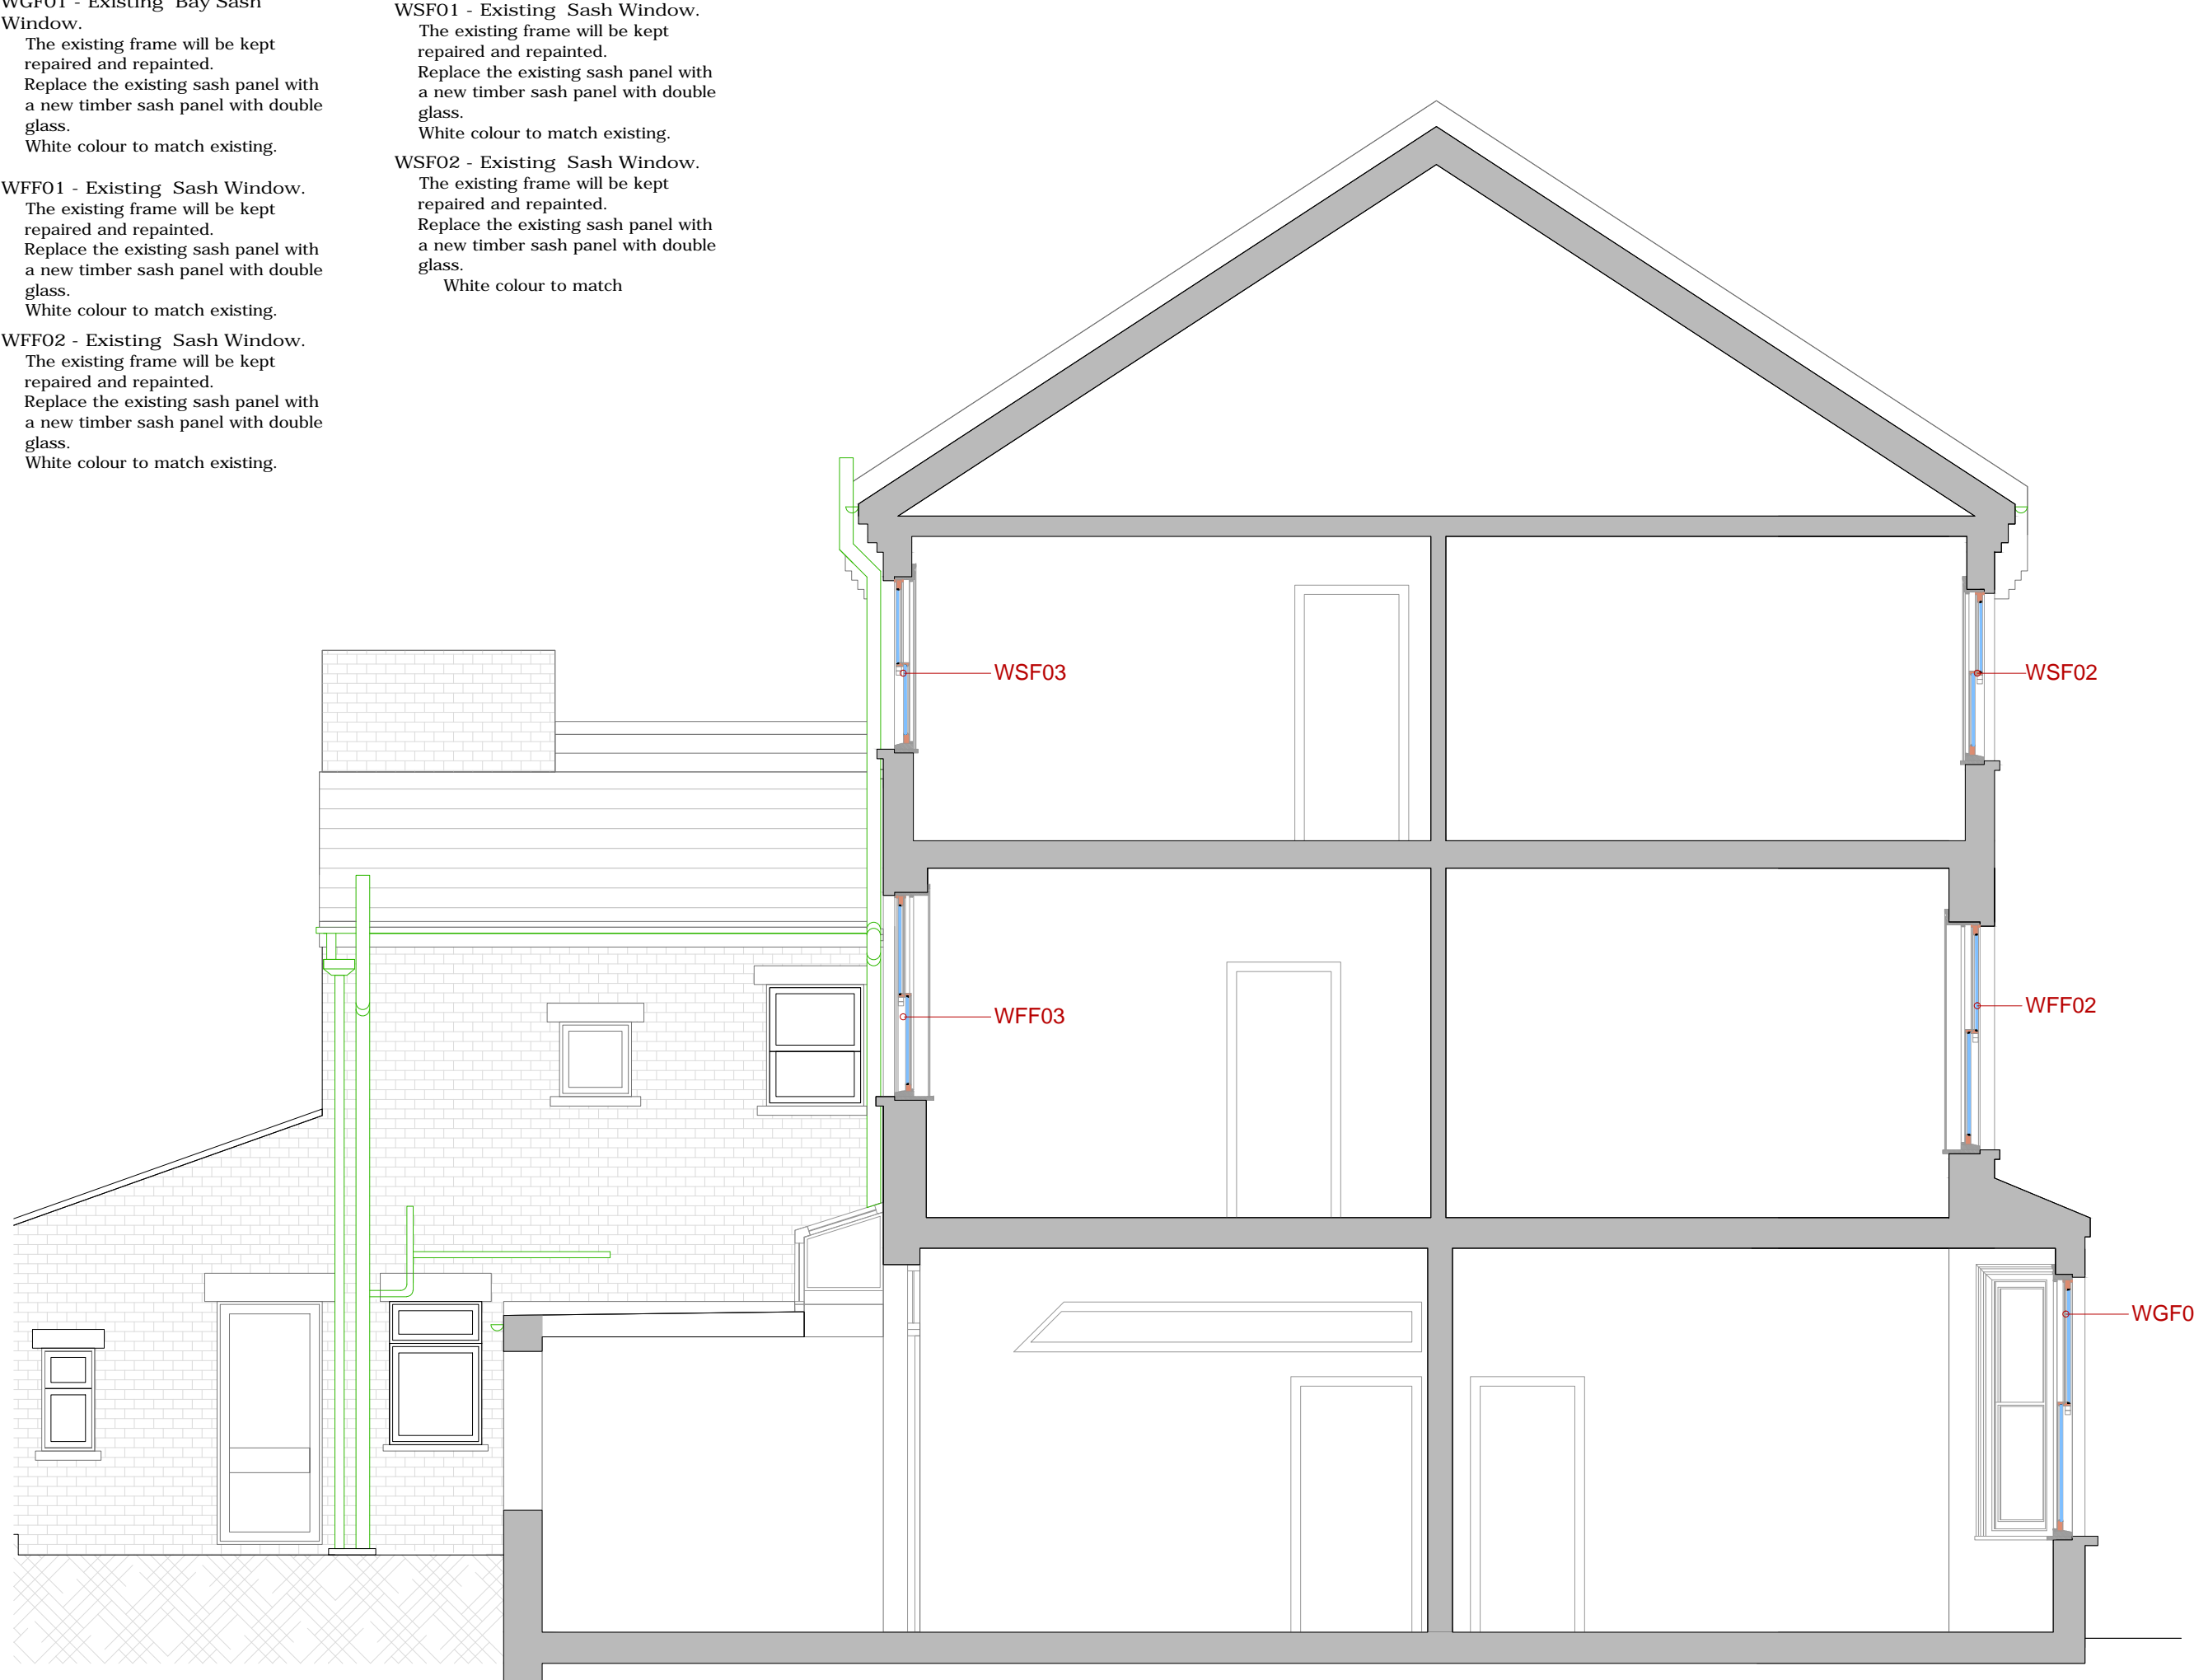 WGF01 - Existing Bay Sash
Window.
The existing frame will be kept
repaired and repainted.
Replace the existing sash panel with
a new timber sash panel with double
glass.
White colour to match existing.
WFF01 - Existing Sash Window.
The existing frame will be kept
repaired and repainted.
Replace the existing sash panel with
a new timber sash panel with double
glass.
White colour to match existing.
WFF02 - Existing Sash Window.
The existing frame will be kept
repaired and repainted.
Replace the existing sash panel with
a new timber sash panel with double
glass.
White colour to match existing.
WSF01 - Existing Sash Window.
The existing frame will be kept
repaired and repainted.
Replace the existing sash panel with
a new timber sash panel with double
glass.
White colour to match existing.
WSF02 - Existing Sash Window.
The existing frame will be kept
repaired and repainted.
Replace the existing sash panel with
a new timber sash panel with double
glass.
White colour to match
WSF03
WSF02
WFF03
WFF02
WGF0